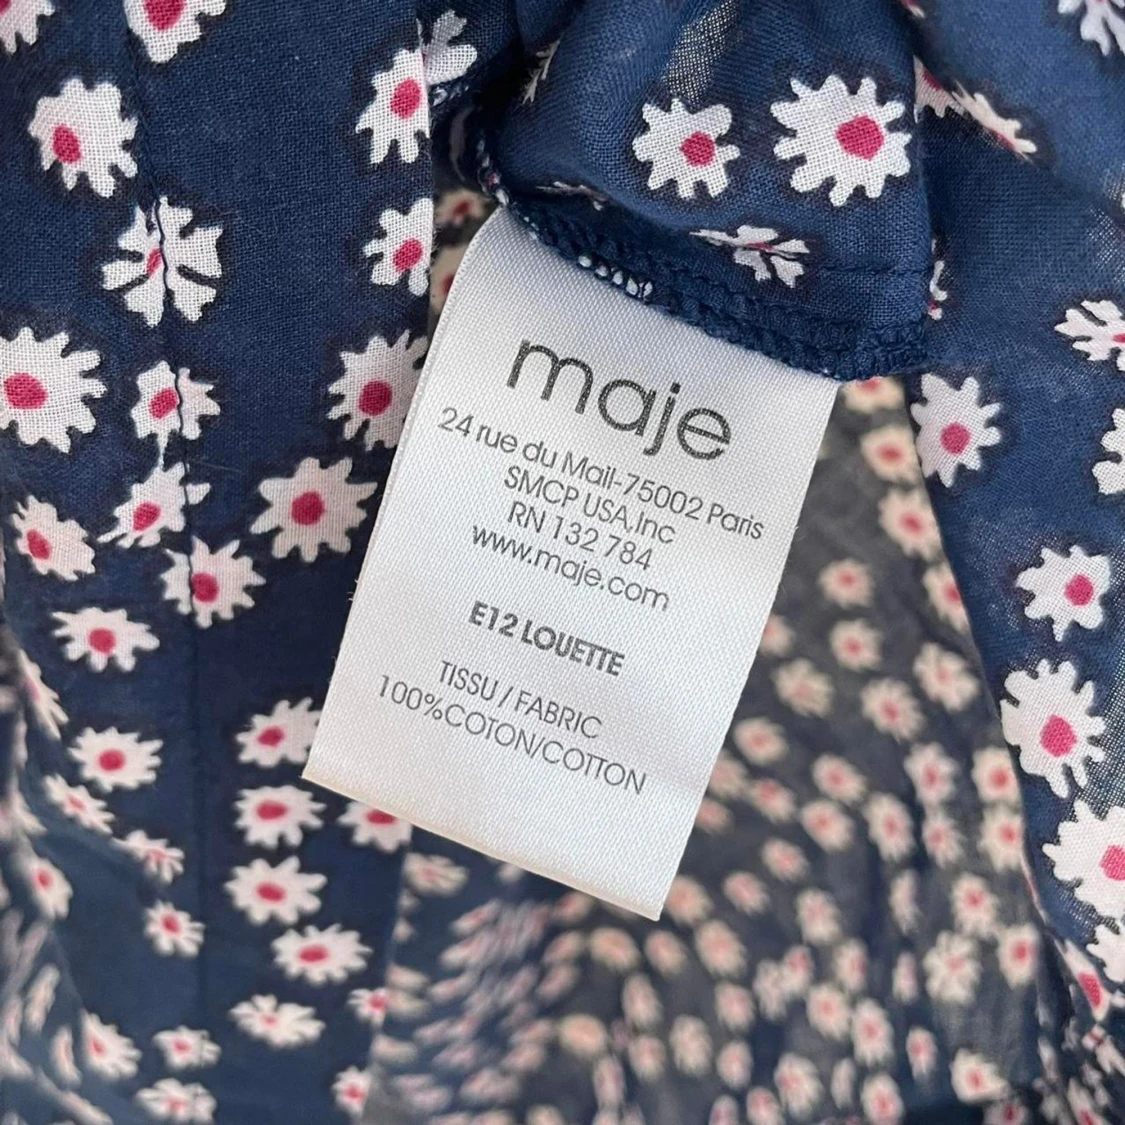 maje
24 rue du Mail-75002 Paris
SMCP USA,Inc
RN 132 784
www.maje.com
E12 LOUETTE
TISSU / FABRIC
100%COTON/COTTON